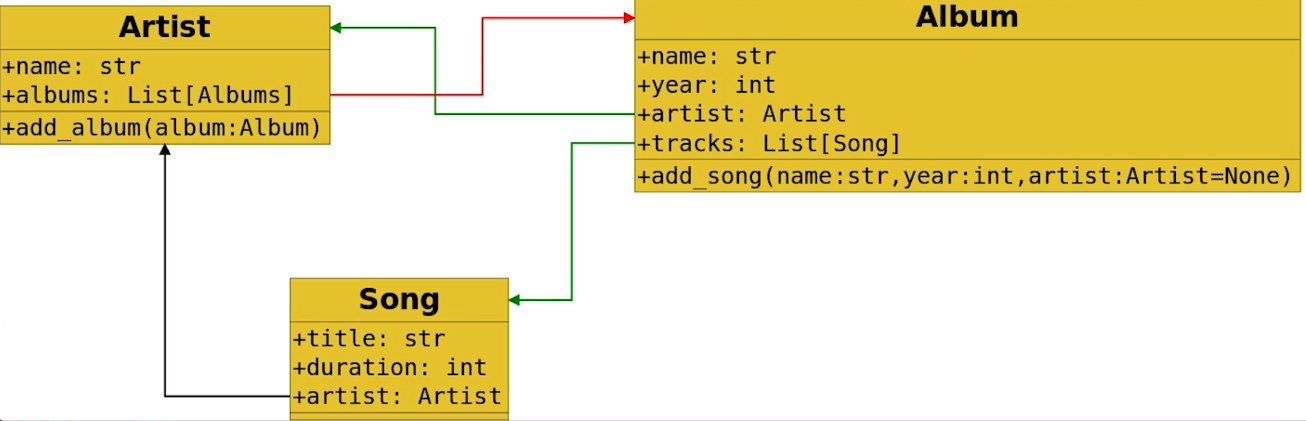 Artist
+name: str
+albums: List[Albums]
+add_album(album:Album)
Album
+name: str
+year: int
+artist: Artist
+tracks: List[Song]
+add_song(name:str,year:int,artist:Artist=None)
Song
+title: str
+duration: int
+artist: Artist